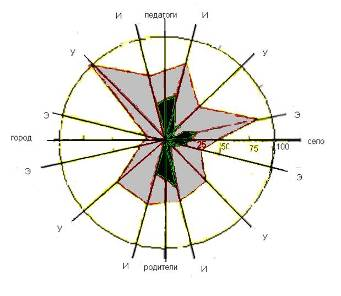 И педагоги И
У У
Э Э
город село
25 50 75 100
Э Э
У У
И родители И